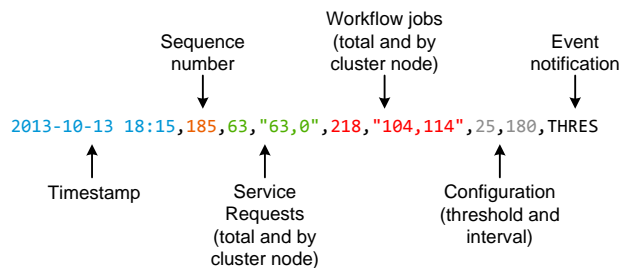 Workflow jobs
(total and by
cluster node)
Sequence
number
Event
notification
2013-10-13 18:15,185,63,"63,0",218,"104,114",25,180,THRES
Timestamp
Service
Requests
(total and by
cluster node)
Configuration
(threshold and
interval)